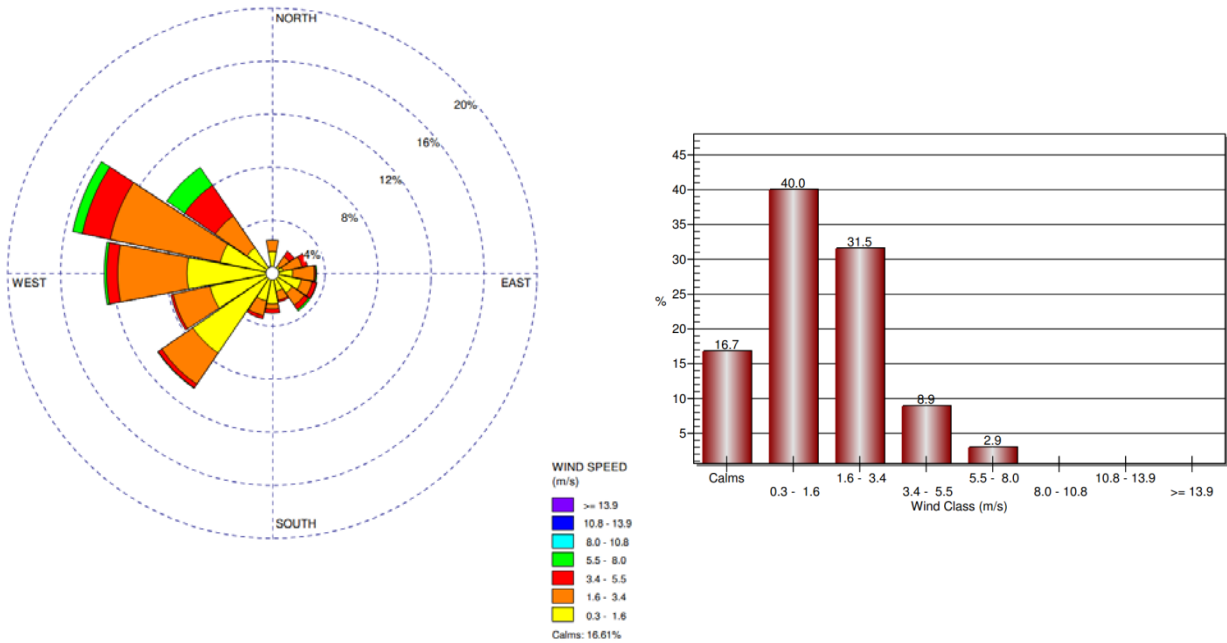 NORTH
20%
16%
12%
8%
4%
WEST
EAST
SOUTH
WIND SPEED
(m/s)
>= 13.9
10.8 - 13.9
8.0 - 10.8
5.5 - 8.0
3.4 - 5.5
1.6 - 3.4
0.3 - 1.6
Calms: 16.61%
45
40
35
30
25
20
15
10
5
%
16.7
40.0
31.5
8.9
2.9
Calms
0.3 - 1.6
1.6 - 3.4
3.4 - 5.5
5.5 - 8.0
8.0 - 10.8
10.8 - 13.9
>= 13.9
Wind Class (m/s)